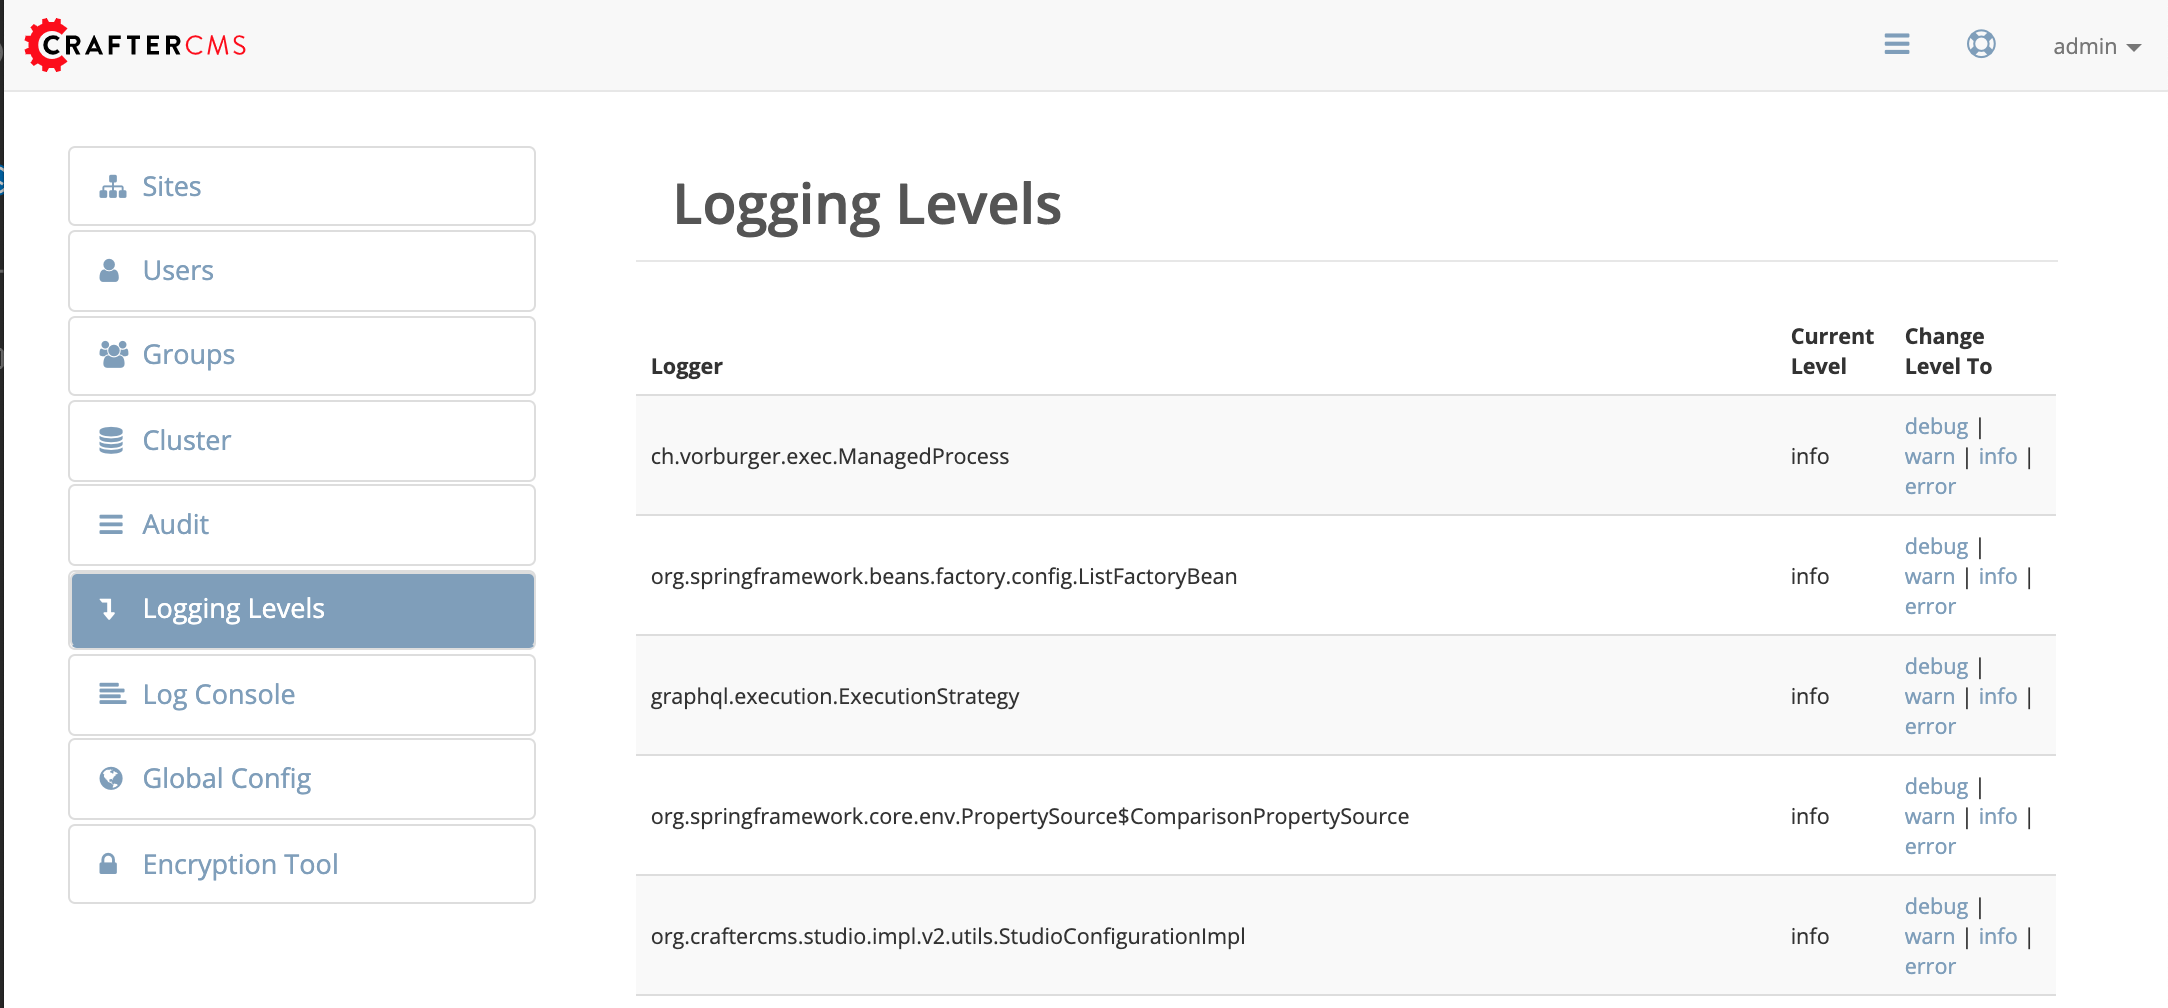 CRAFTERCMS
admin
Sites
Users
Groups
Cluster
Audit
Logging Levels
Log Console
Global Config
Encryption Tool
Logging Levels
Logger
Current
Level
Change
Level To
ch.vorburger.exec.ManagedProcess
info
debug |
warn | info |
error
org.springframework.beans.factory.config.ListFactoryBean
info
debug |
warn | info |
error
graphql.execution.ExecutionStrategy
info
debug |
warn | info |
error
org.springframework.core.env.PropertySource$ComparisonPropertySource
info
debug |
warn | info |
error
org.craftercms.studio.impl.v2.utils.StudioConfigurationImpl
info
debug |
warn | info |
error